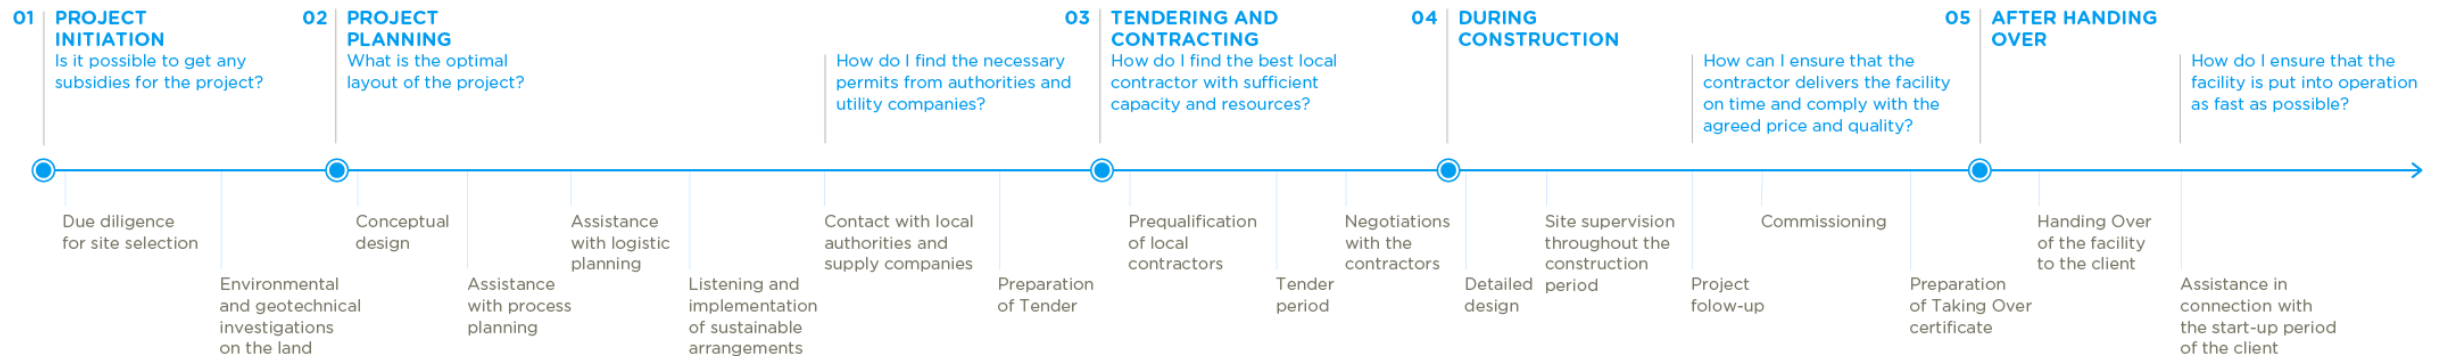 01
PROJECT
INITIATION
Is it possible to get any
subsidies for the project?
02
PROJECT
PLANNING
What is the optimal
layout of the project?
How do I find the necessary
permits from authorities and
utility companies?
03
TENDERING AND
CONTRACTING
How do I find the best local
contractor with sufficient
capacity and resources?
04
DURING
CONSTRUCTION
How can I ensure that the
contractor delivers the facility
on time and comply with the
agreed price and quality?
05
AFTER HANDING
OVER
How do I ensure that the
facility is put into operation
as fast as possible?
Due diligence
for site selection
Environmental
and geotechnical
investigations
on the land
Conceptual
design
Assistance
with process
planning
Assistance
with logistic
planning
Listening and
implementation
of sustainable
arrangements
Contact with local
authorities and
supply companies
Preparation
of Tender
Prequalification
of local
contractors
Tender
period
Negotiations
with the
contractors
Detailed
design
Site supervision
throughout the
construction
period
Project
folow-up
Commissioning
Preparation
of Taking Over
certificate
Handing Over
of the facility
to the client
Assistance in
connection with
the start-up period
of the client